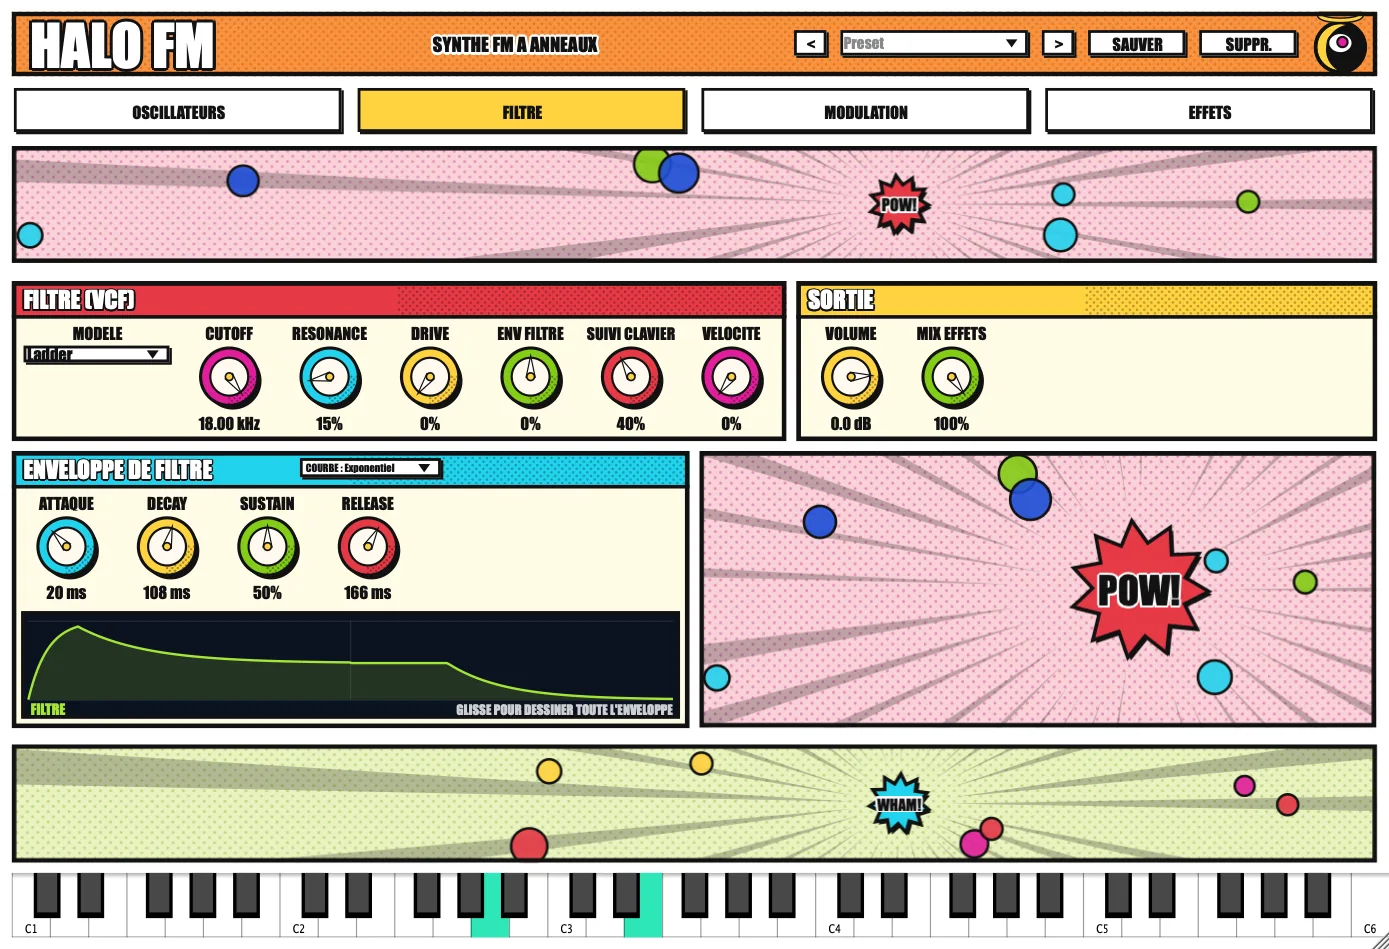 HALO FM
SYNTHE FM A ANNEAUX
< Preset > SAUVER SUPPR.
OSCILLATEURS FILTRE MODULATION EFFETS
POW!
FILTRE (VCF)
MODELE CUTOFF RESONANCE DRIVE ENV FILTRE SUIVI CLAVIER VELOCITE
Ladder
18.00 kHz 15% 0% 0% 40% 0%
SORTIE
VOLUME MIX EFFETS
0.0 dB 100%
ENVELOPPE DE FILTRE COURBE : Exponentiel
ATTAQUE DECAY SUSTAIN RELEASE
20 ms 108 ms 50% 166 ms
FILTRE GLISSE POUR DESSINER TOUTE L'ENVELOPPE
POW!
WHAM!
C1 C2 C3 C4 C5 C6